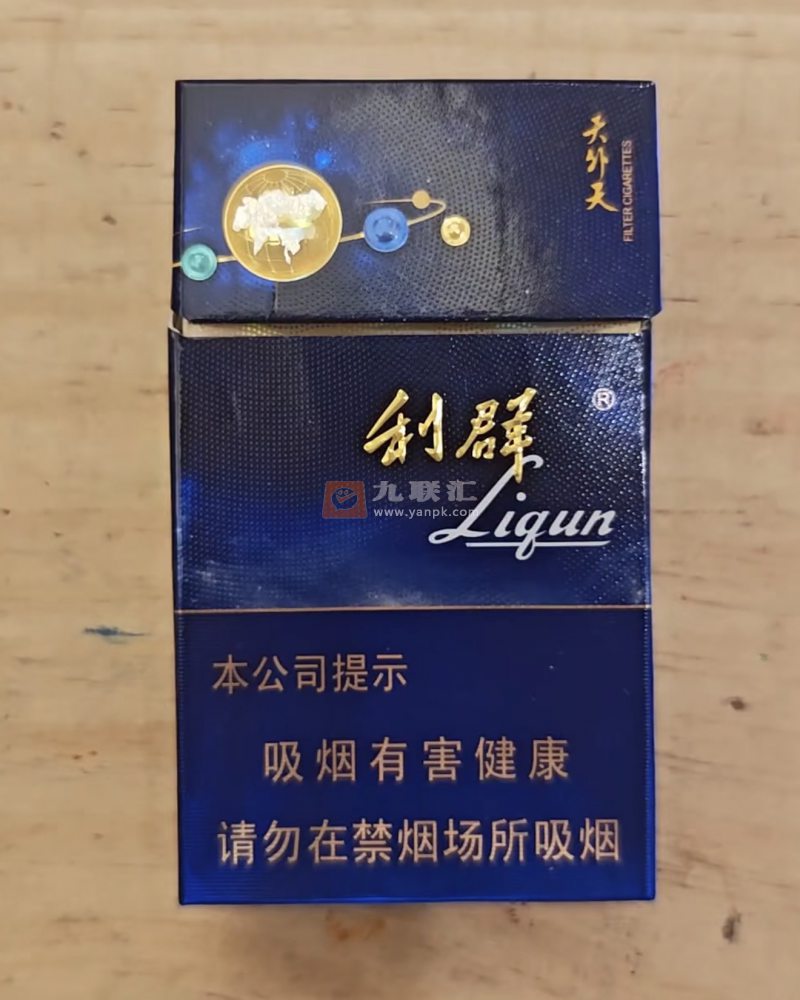 天外天
FILTER CIGARETTES
利群
®
Liqun
九联汇
www.yanpk.com
本公司提示
吸烟有害健康
请勿在禁烟场所吸烟